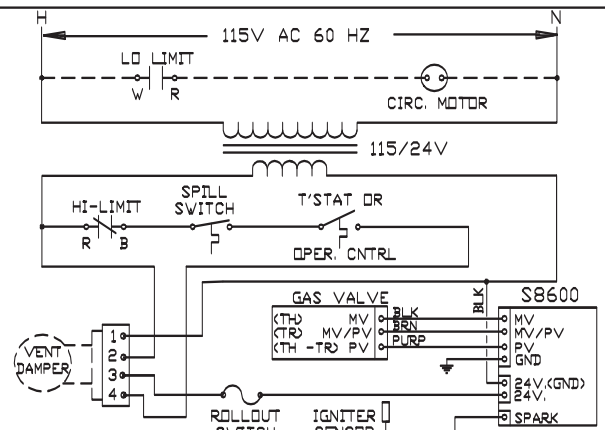 H N
115V AC 60 HZ
LO LIMIT
W R
CIRC. MOTOR
115/24V
HI-LIMIT
R B
SPILL
SWITCH
T'STAT OR
OPER. CNTRL
GAS VALVE
(TH) MV
(TR) MV/PV
(TH -TR) PV
BLK
BRN
PURP
BLK
S8600
MV
MV/PV
PV
GND
24V.(GND)
24V.
SPARK
VENT
DAMPER
1
2
3
4
ROLLOUT
IGNITER